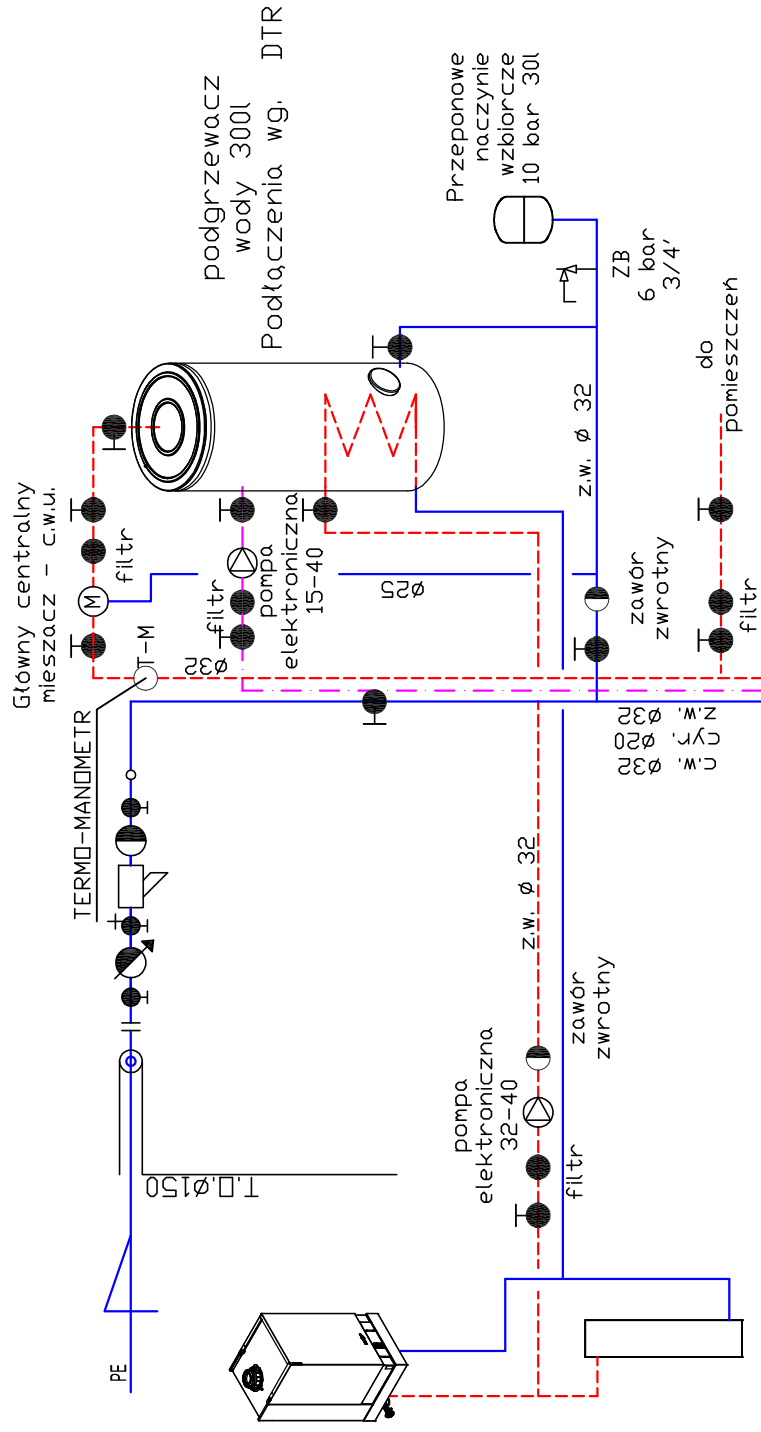 podgrzewacz
wody 300l
Podłączenia wg. DTR
Przeponowe
naczynie
wzbiorcze
10 bar 30l
ZB
6 bar
3/4'
do
pomieszczeń
Główny centralny
mieszacz - c.w.u.
filtr
M
T-M
TERMO-MANOMETR
ø32
filtr
pompa
elektroniczna
15-40
ø25
z.w. ø 32
zawór
zwrotny
filtr
z.w. ø32
cyr. ø20
c.w. ø32
z.w. ø 32
zawór
zwrotny
pompa
elektroniczna
32-40
filtr
T.O.ø150
PE